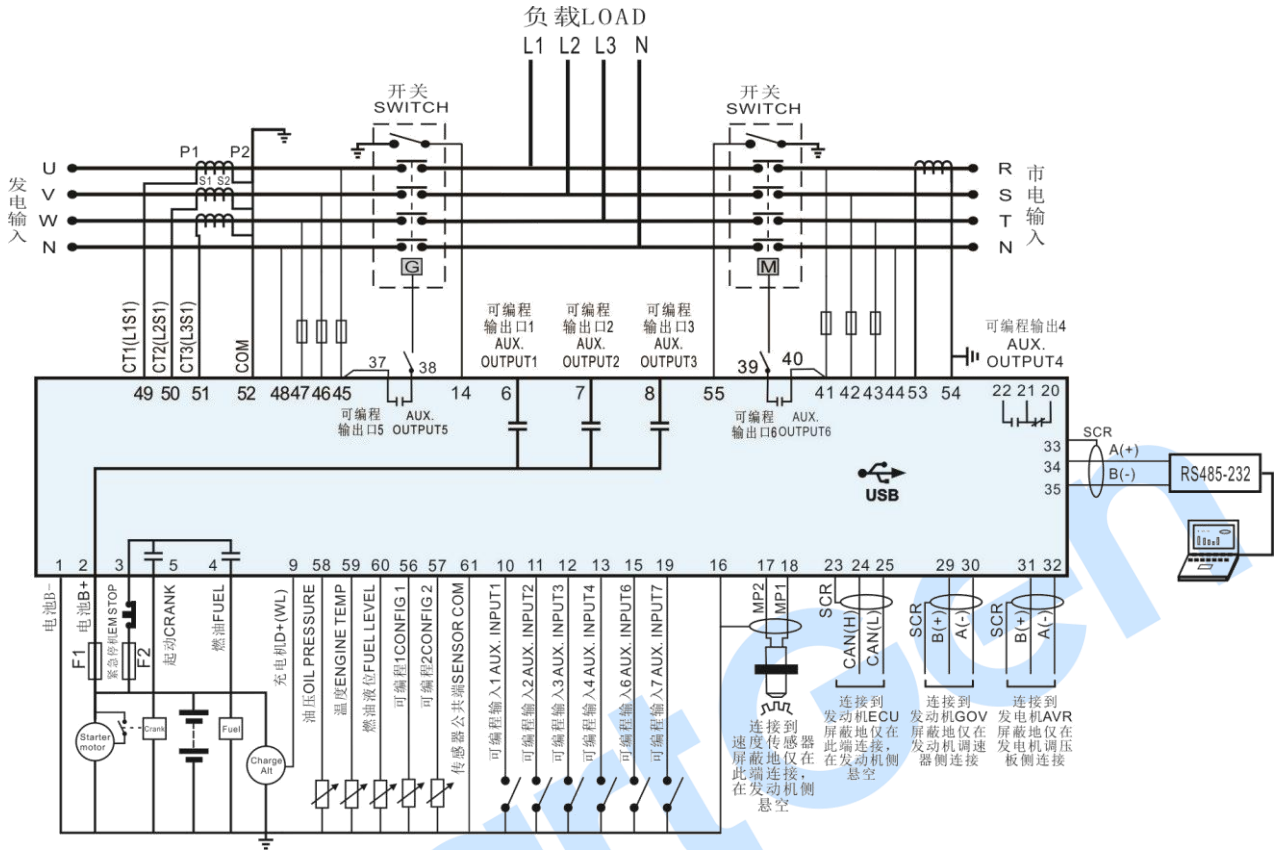 负载LOAD
L1 L2 L3 N
开关
SWITCH
开关
SWITCH
P1 P2
S1 S2
发电输入
U
V
W
N
R
S
T
N
市电输入
G
M
CT1(L1S1)
CT2(L2S1)
CT3(L3S1)
COM
可编程
输出口1
AUX.
OUTPUT1
可编程
输出口2
AUX.
OUTPUT2
可编程
输出口3
AUX.
OUTPUT3
可编程输出4
AUX.
OUTPUT4
37 38
39 40
49 50 51 52 48 47 46 45 14 6 7 8 55 41 42 43 44 53 54 22 21 20
可编程
输出口5
AUX.
OUTPUT5
可编程
输出口6
AUX.
OUTPUT6
USB
33
34
35
SCR
A(+)
B(-)
RS485-232
1 2 3 5 4 9 58 59 60 56 57 61 10 11 12 13 15 19 16 17 18 23 24 25 29 30 31 32
电池B-
电池B+
紧急停机EM STOP
起动CRANK
燃油FUEL
充电机D+(WL)
油压OIL PRESSURE
温度ENGINE TEMP
燃油液位FUEL LEVEL
可编程1CONFIG 1
可编程2CONFIG 2
传感器公共端SENSOR COM
可编程输入1 AUX. INPUT1
可编程输入2 AUX. INPUT2
可编程输入3 AUX. INPUT3
可编程输入4 AUX. INPUT4
可编程输入6 AUX. INPUT6
可编程输入7 AUX. INPUT7
MP2
MP1
SCR
CAN(H)
CAN(L)
SCR
B(+)
A(-)
SCR
B(+)
A(-)
F1
F2
Starter
motor
Crank
Fuel
Charge
Alt
连接到
速度传感器
屏蔽地仅在
此端连接,
在发动机侧
悬空
连接到
发动机ECU
屏蔽地仅在
此端连接,
在发动机侧
悬空
连接到
发动机GOV
屏蔽地仅在
发动机调速
器侧连接
连接到
发电机AVR
屏蔽地仅在
发电机调压
板侧连接